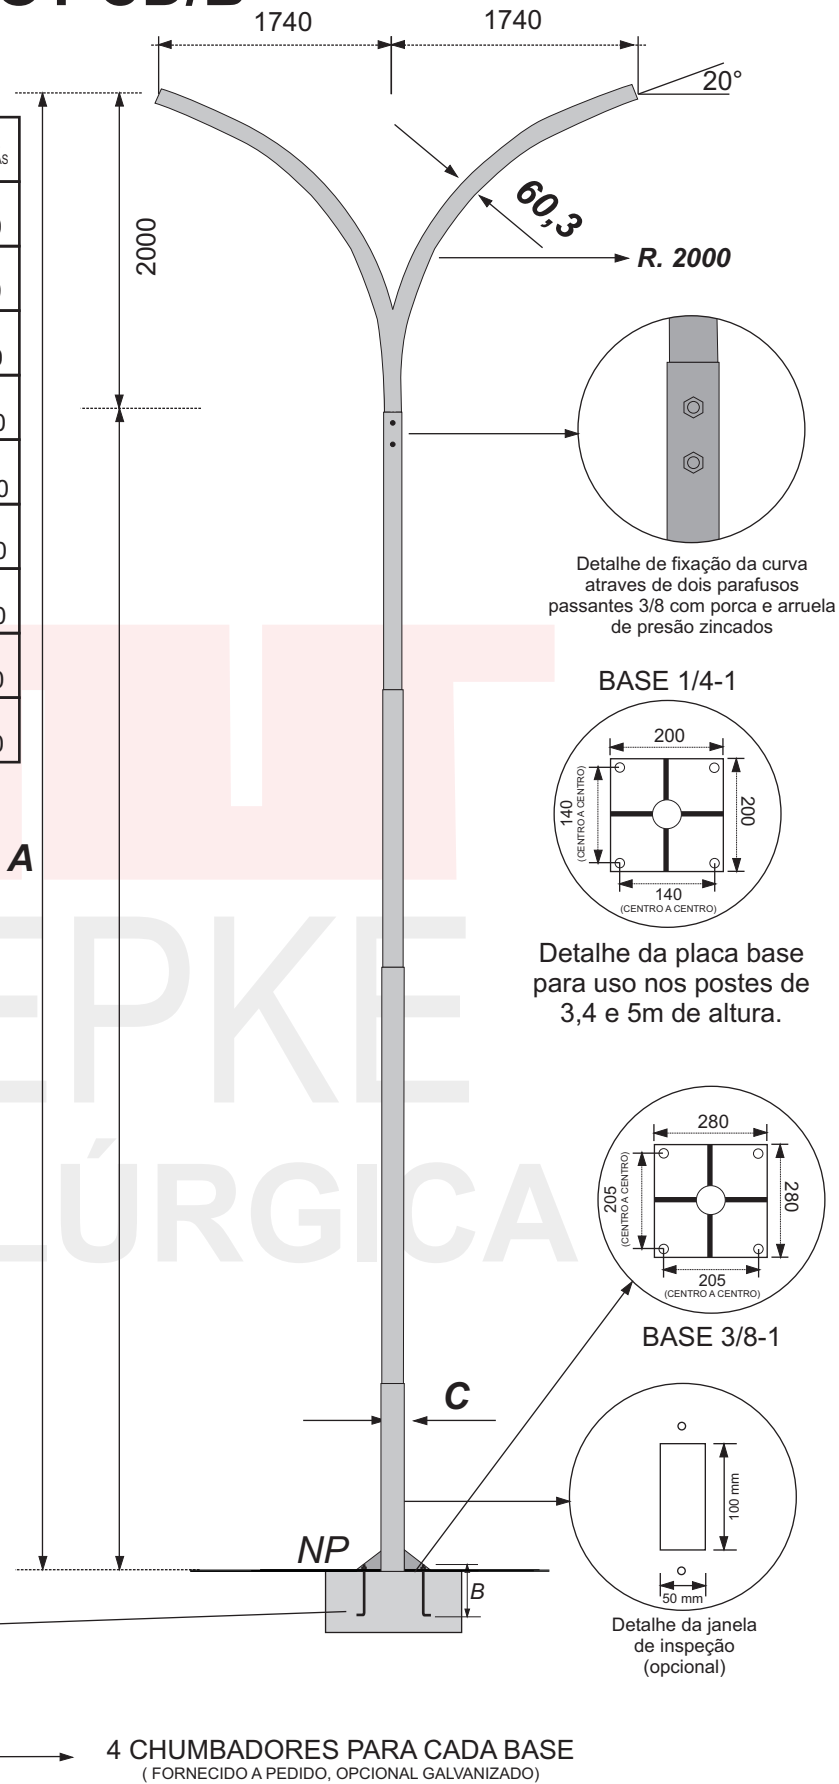 1740
1740
20°
60,3
R. 2000
2000
Detalhe de fixação da curva
atraves de dois parafusos
passantes 3/8 com porca e arruela
de presão zincados
BASE 1/4-1
200
140
(CENTRO A CENTRO)
200
140
(CENTRO A CENTRO)
Detalhe da placa base
para uso nos postes de
3,4 e 5m de altura.
A
EPKE
LÚRGICA
280
205
(CENTRO A CENTRO)
280
205
(CENTRO A CENTRO)
BASE 3/8-1
C
100 mm
50 mm
NP
B
Detalhe da janela
de inspeção
(opcional)
4 CHUMBADORES PARA CADA BASE
( FORNECIDO A PEDIDO, OPCIONAL GALVANIZADO)